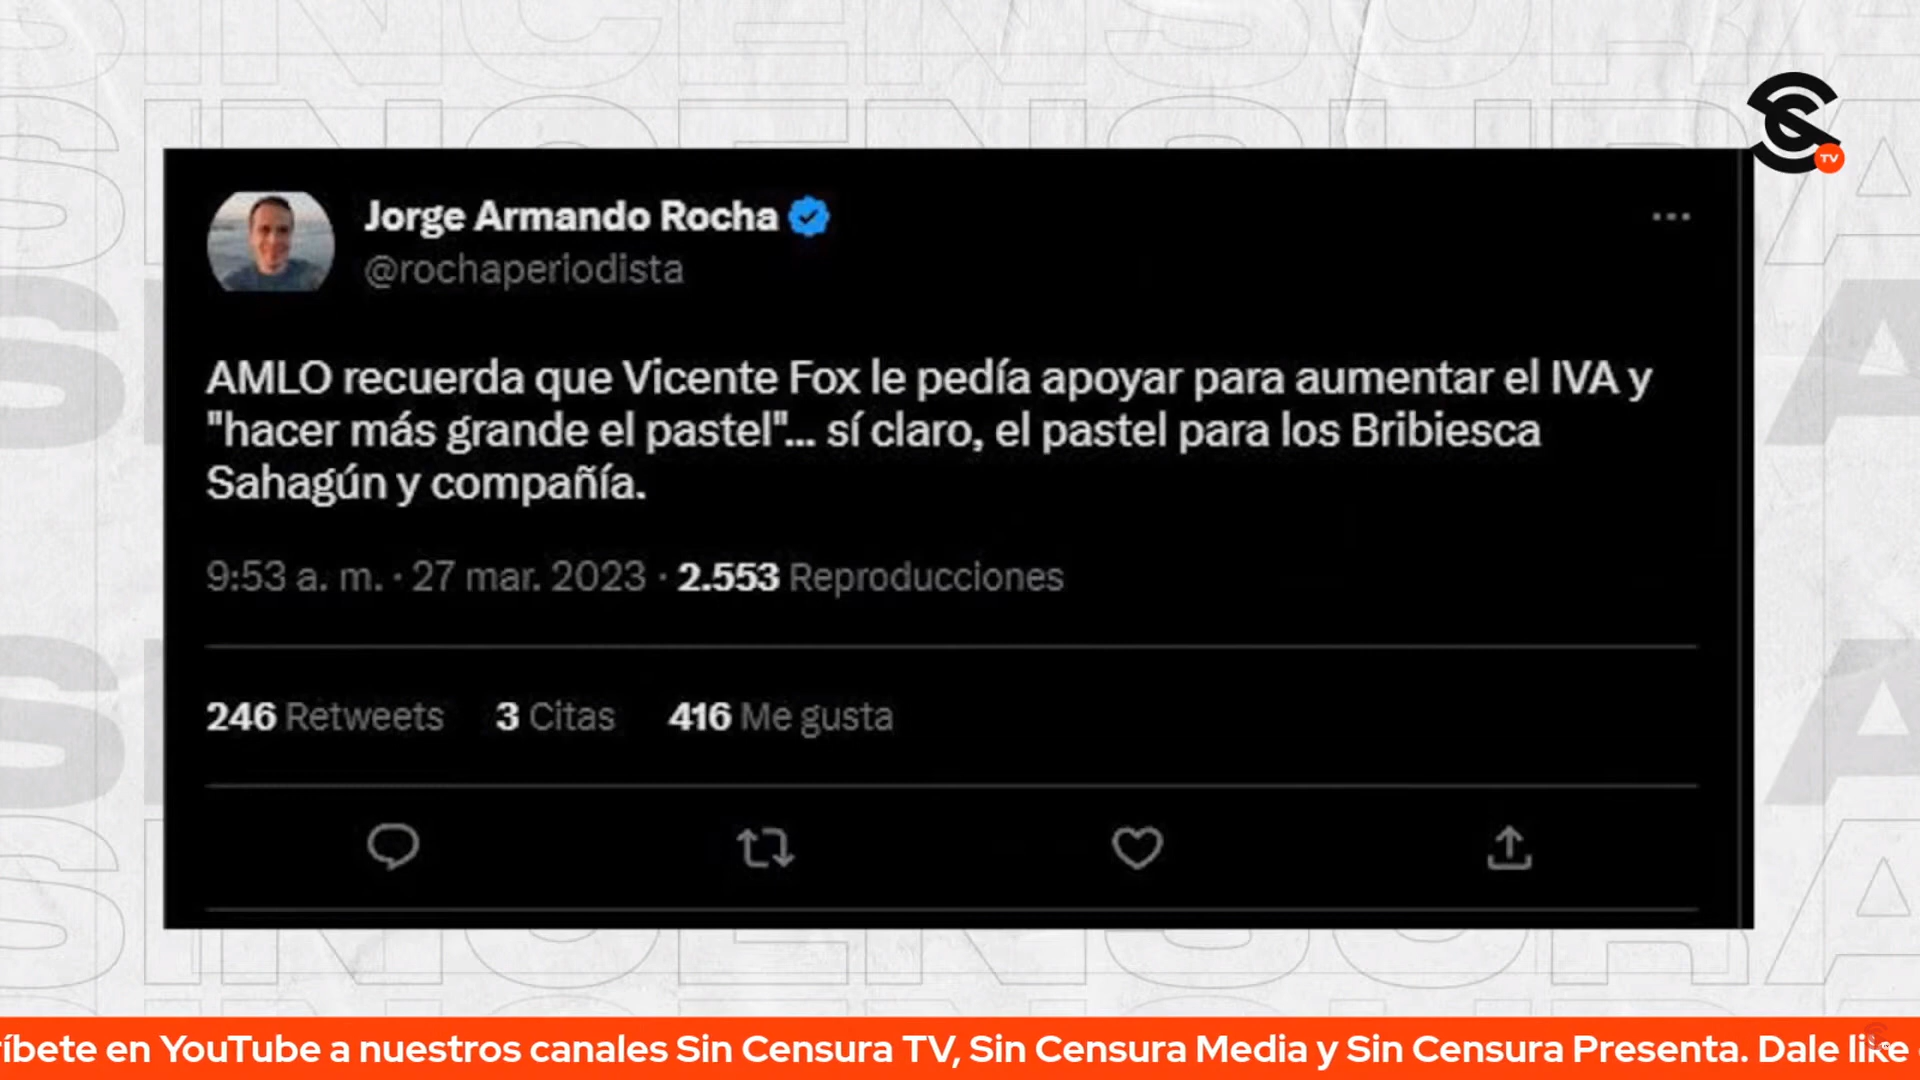 SINCENSURA
TV
Jorge Armando Rocha
@rochaperiodista
AMLO recuerda que Vicente Fox le pedía apoyar para aumentar el IVA y
"hacer más grande el pastel"... sí claro, el pastel para los Bribiesca
Sahagún y compañía.
9:53 a. m. · 27 mar. 2023 · 2.553 Reproducciones
246 Retweets 3 Citas 416 Me gusta
íbete en YouTube a nuestros canales Sin Censura TV, Sin Censura Media y Sin Censura Presenta. Dale like